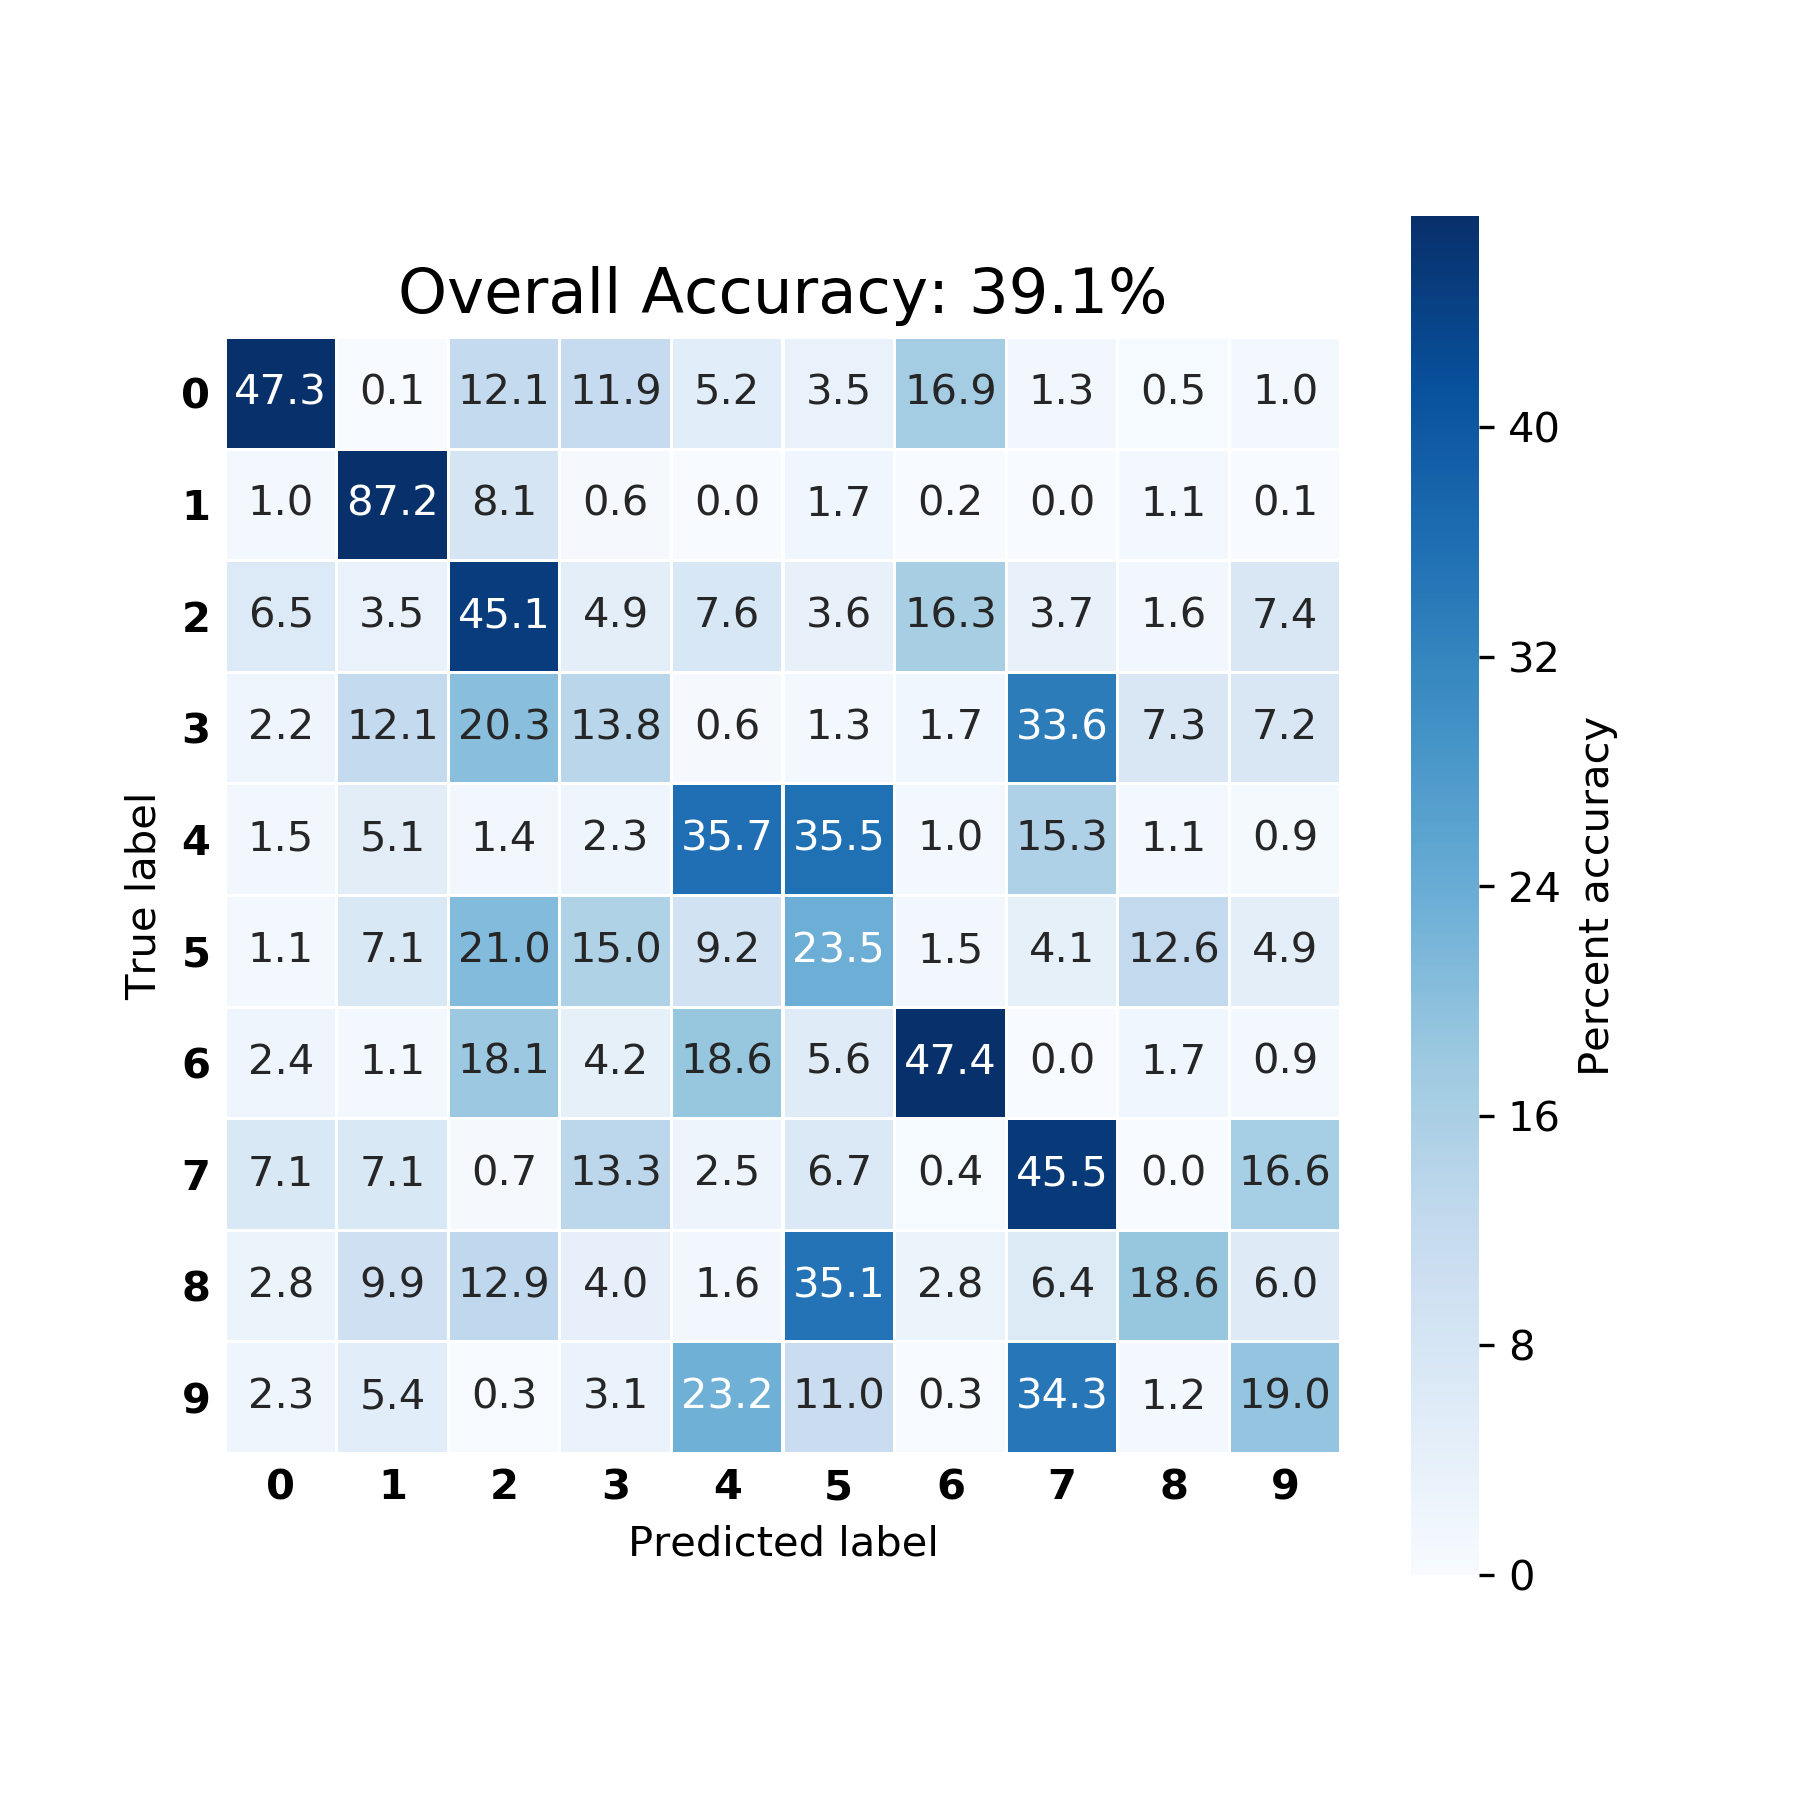 Overall Accuracy: 39.1%
0 47.3 0.1 12.1 11.9 5.2 3.5 16.9 1.3 0.5 1.0
1 1.0 87.2 8.1 0.6 0.0 1.7 0.2 0.0 1.1 0.1
2 6.5 3.5 45.1 4.9 7.6 3.6 16.3 3.7 1.6 7.4
3 2.2 12.1 20.3 13.8 0.6 1.3 1.7 33.6 7.3 7.2
4 1.5 5.1 1.4 2.3 35.7 35.5 1.0 15.3 1.1 0.9
5 1.1 7.1 21.0 15.0 9.2 23.5 1.5 4.1 12.6 4.9
6 2.4 1.1 18.1 4.2 18.6 5.6 47.4 0.0 1.7 0.9
7 7.1 7.1 0.7 13.3 2.5 6.7 0.4 45.5 0.0 16.6
8 2.8 9.9 12.9 4.0 1.6 35.1 2.8 6.4 18.6 6.0
9 2.3 5.4 0.3 3.1 23.2 11.0 0.3 34.3 1.2 19.0
0 1 2 3 4 5 6 7 8 9
Predicted label
True label
40
32
24
16
8
0
Percent accuracy